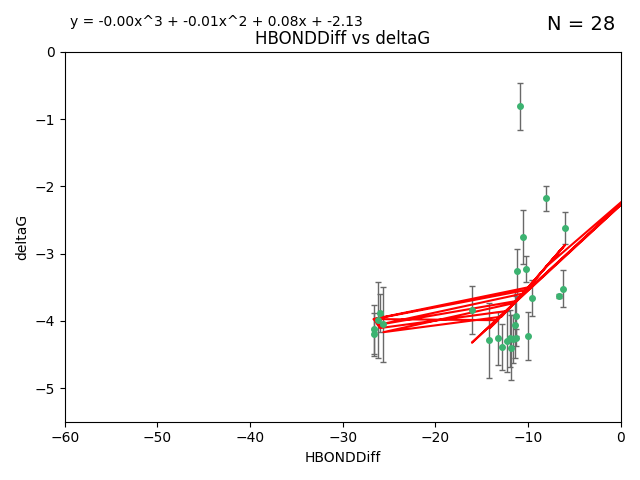 y = -0.00x^3 + -0.01x^2 + 0.08x + -2.13
N = 28
HBONDDiff vs deltaG
0
−1
−2
−3
−4
−5
deltaG
−60
−50
−40
−30
−20
−10
0
HBONDDiff